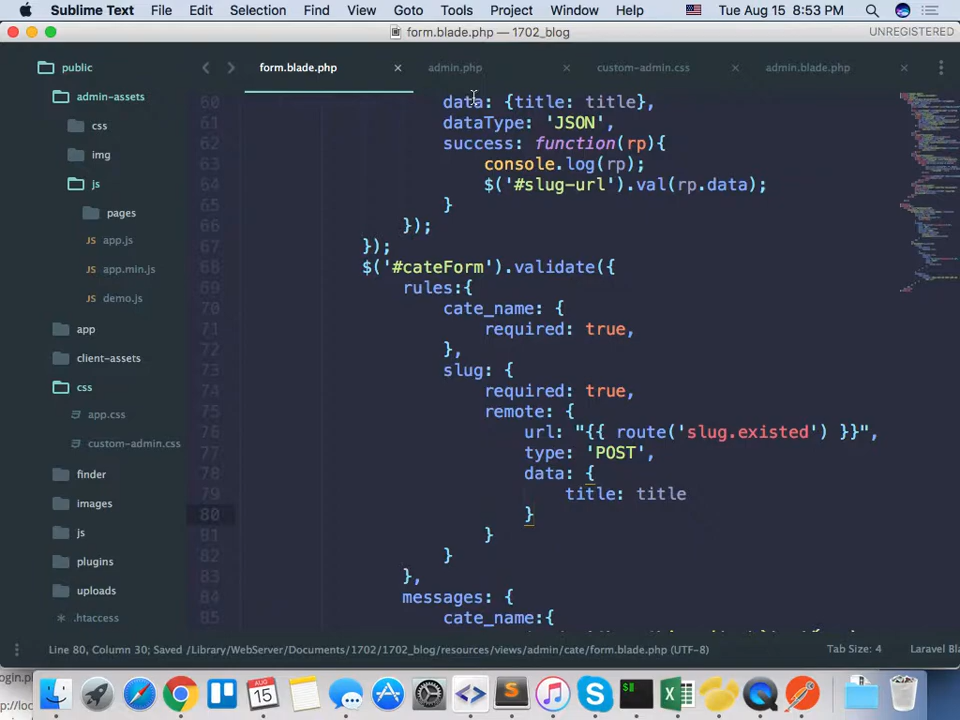 Sublime Text File Edit Selection Find View Goto Tools Project Window Help Tue Aug 15 8:53 PM
form.blade.php — 1702_blog UNREGISTERED
public
form.blade.php × admin.php × custom-admin.css × admin.blade.php ×
admin-assets
css
img
js
pages
app.js
app.min.js
demo.js
app
client-assets
css
app.css
custom-admin.css
finder
images
js
plugins
uploads
.htaccess
60 data: {title: title},
61 dataType: 'JSON',
62 success: function(rp){
63 console.log(rp);
64 $('#slug-url').val(rp.data);
65 }
66 });
67 });
68 $('#cateForm').validate({
69 rules:{
70 cate_name: {
71 required: true,
72 },
73 slug: {
74 required: true,
75 remote: {
76 url: "{{ route('slug.existed') }}",
77 type: 'POST',
78 data: {
79 title: title
80 }
81 }
82 }
83 },
84 messages: {
85 cate_name:{
Line 80, Column 30; Saved /Library/WebServer/Documents/1702/1702_blog/resources/views/admin/cate/form.blade.php (UTF-8) Tab Size: 4 Laravel Bla
ogin.p
p://loc
15